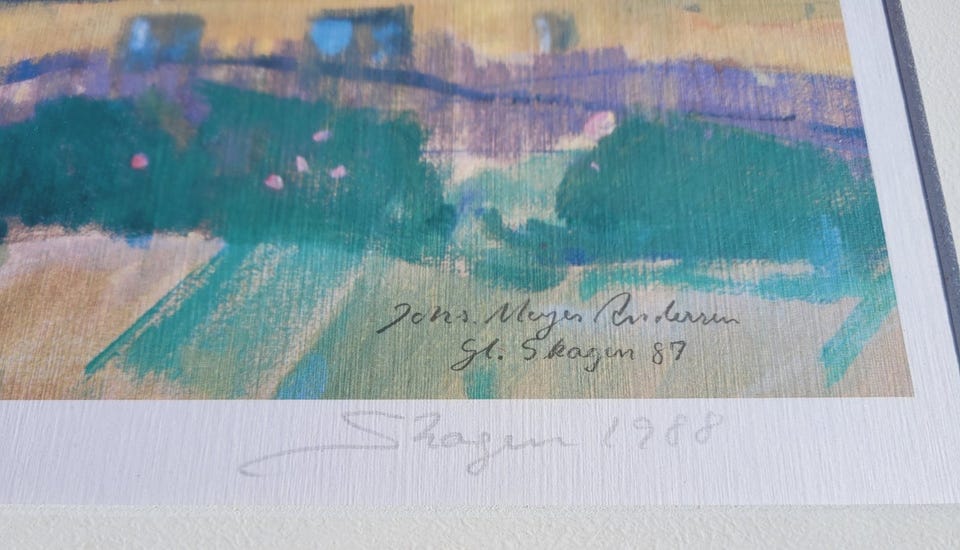 Johs. Meyer Andersen
Gl. Skagen 87
Skagen 1988